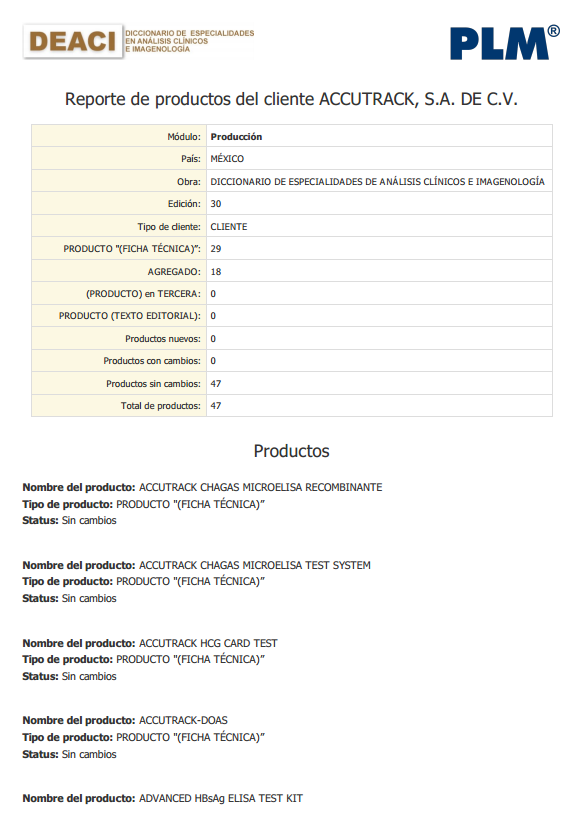 DEACI
DICCIONARIO DE ESPECIALIDADES
EN ANÁLISIS CLÍNICOS
E IMAGENOLOGÍA
PLM®
Reporte de productos del cliente ACCUTRACK, S.A. DE C.V.
Módulo: Producción
País: MÉXICO
Obra: DICCIONARIO DE ESPECIALIDADES DE ANÁLISIS CLÍNICOS E IMAGENOLOGÍA
Edición: 30
Tipo de cliente: CLIENTE
PRODUCTO "(FICHA TÉCNICA)": 29
AGREGADO: 18
(PRODUCTO) en TERCERA: 0
PRODUCTO (TEXTO EDITORIAL): 0
Productos nuevos: 0
Productos con cambios: 0
Productos sin cambios: 47
Total de productos: 47
Productos
Nombre del producto: ACCUTRACK CHAGAS MICROELISA RECOMBINANTE
Tipo de producto: PRODUCTO "(FICHA TÉCNICA)”
Status: Sin cambios
Nombre del producto: ACCUTRACK CHAGAS MICROELISA TEST SYSTEM
Tipo de producto: PRODUCTO "(FICHA TÉCNICA)”
Status: Sin cambios
Nombre del producto: ACCUTRACK HCG CARD TEST
Tipo de producto: PRODUCTO "(FICHA TÉCNICA)”
Status: Sin cambios
Nombre del producto: ACCUTRACK-DOAS
Tipo de producto: PRODUCTO "(FICHA TÉCNICA)”
Status: Sin cambios
Nombre del producto: ADVANCED HBsAg ELISA TEST KIT